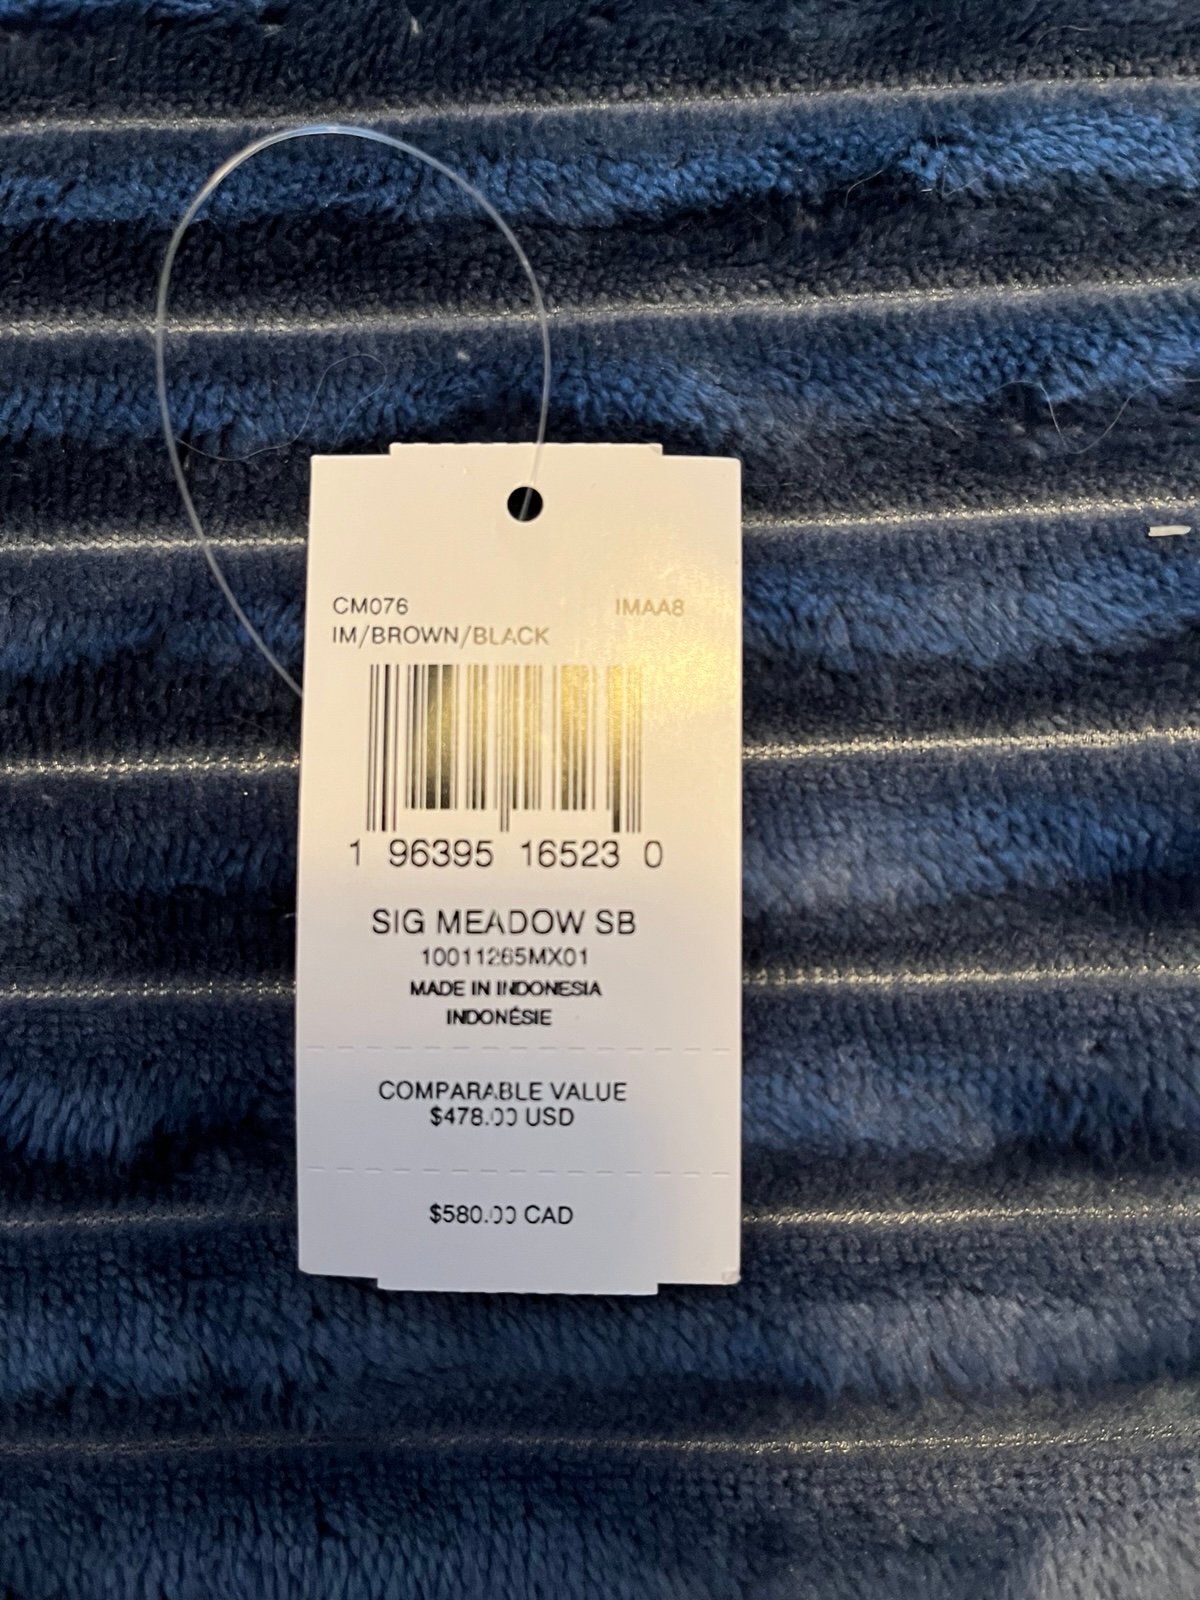 CM076 IMAA8
IM/BROWN/BLACK
1 96395 16523 0
SIG MEADOW SB
10011265MX01
MADE IN INDONESIA
INDONÉSIE
COMPARABLE VALUE
$478.00 USD
$580.00 CAD